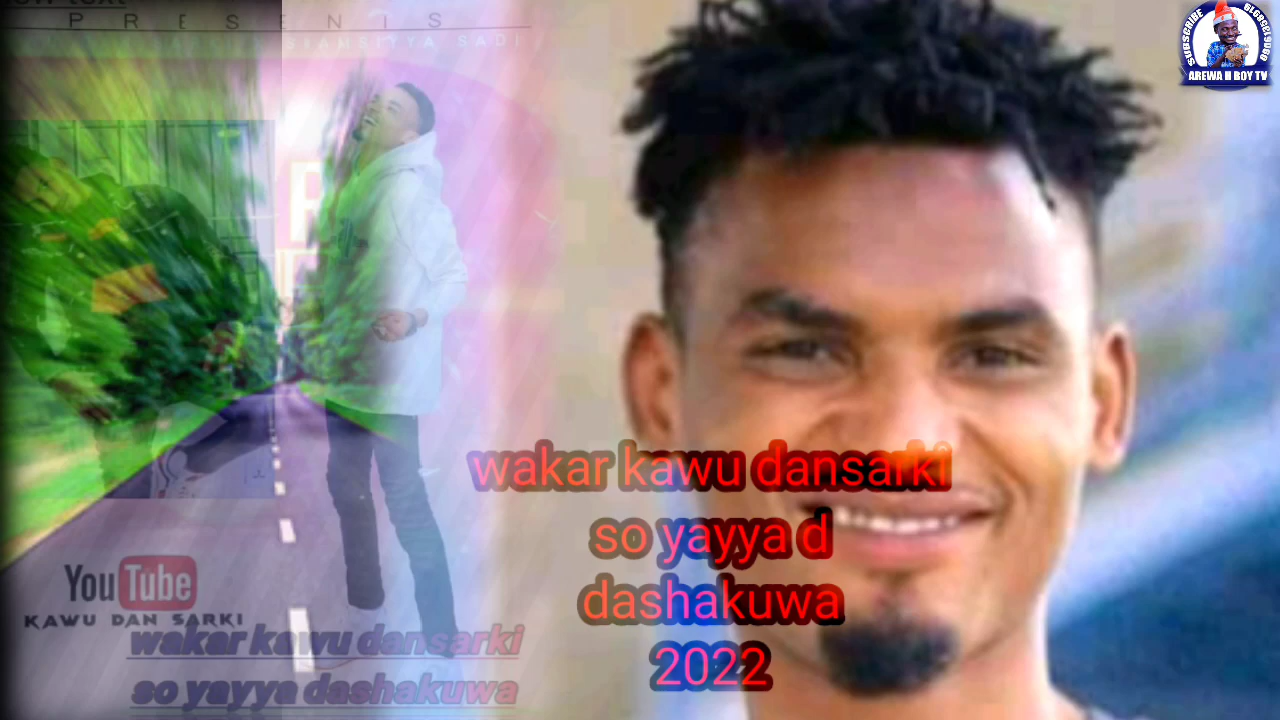 PRESENTS
SUBSCRIBE
AREWA H BOY TV
wakar kawu dansarki
so yayya d
dashakuwa
2022
YouTube
KAWU DAN SARKI
wakar kawu dansarki
so yayya dashakuwa